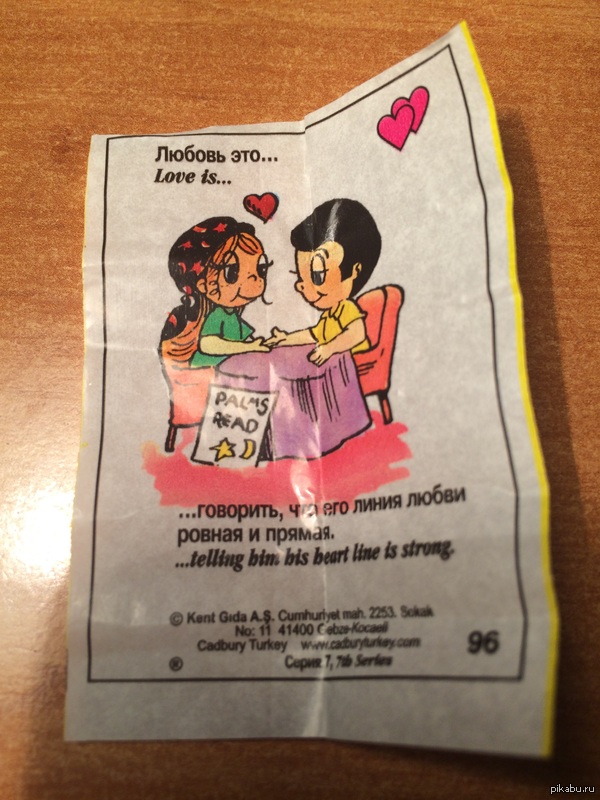 Любовь это...
Love is...
PALMS
READ
...говорить, что его линия любви
ровная и прямая.
...telling him his heart line is strong.
© Kent Gıda A.Ş. Cumhuriyet mah. 2253. Sokak
No: 11 41400 Gebze-Kocaeli
Cadbury Turkey www.cadburyturkey.com
® Серия 7, 7th Series
96
pikabu.ru